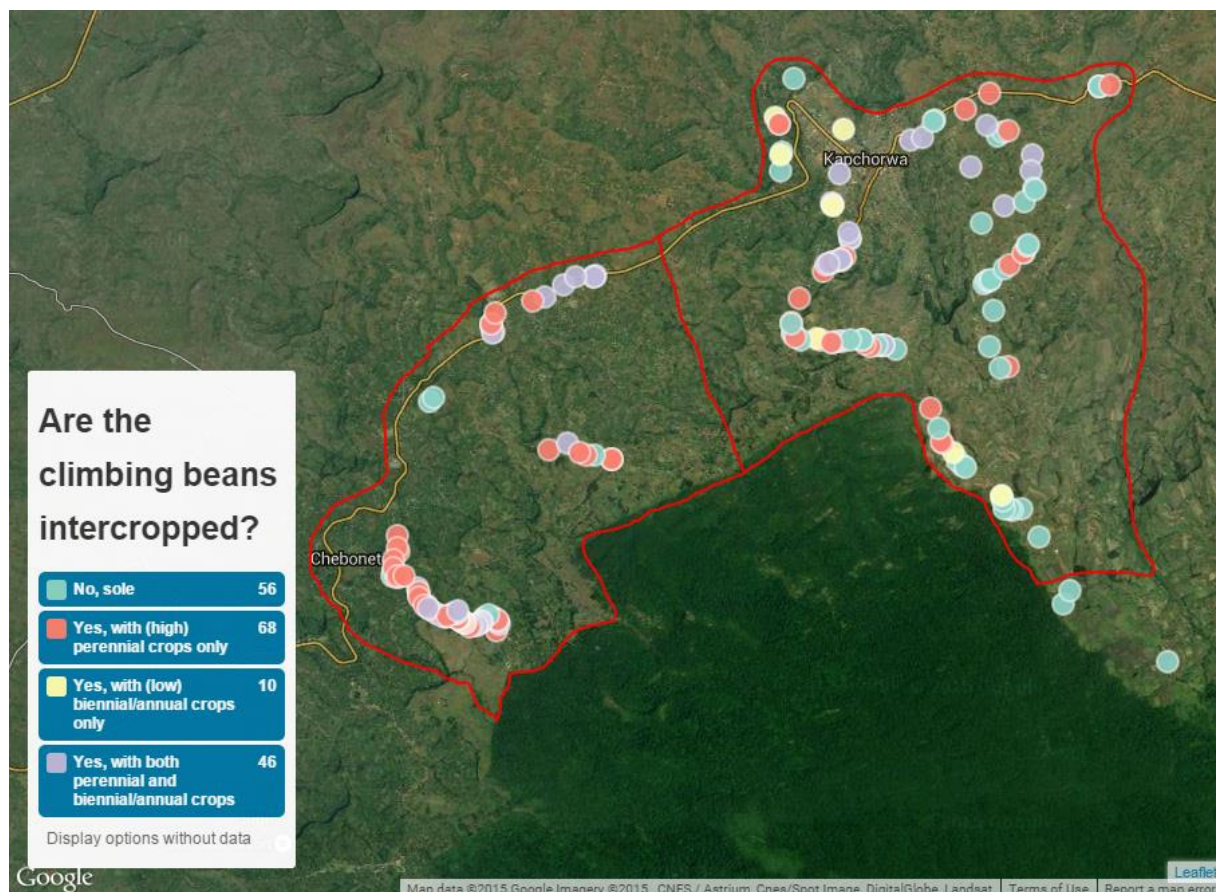 Kapchorwa
Chebonet
Are the
climbing beans
intercropped?
No, sole 56
Yes, with (high) 68
perennial crops only
Yes, with (low) 10
biennial/annual crops
only
Yes, with both 46
perennial and
biennial/annual crops
Display options without data
Google
Leaflet
Map data ©2015 Google Imagery ©2015 , CNES / Astrium, Cnes/Spot Image, DigitalGlobe, Landsat Terms of Use Report a map error